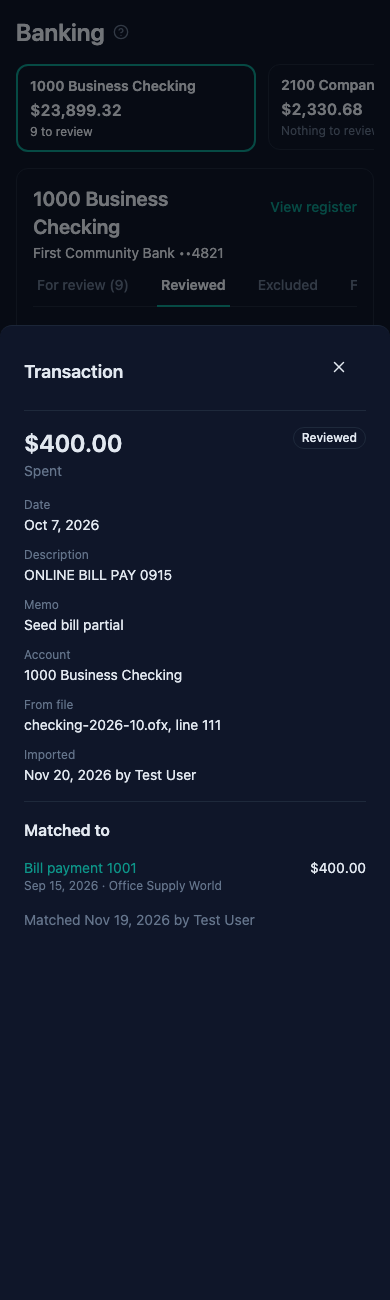 Banking
1000 Business Checking
$23,899.32
9 to review
2100 Compan
$2,330.68
Nothing to review
1000 Business
Checking
View register
First Community Bank ••4821
For review (9)
Reviewed
Excluded
F
Transaction
$400.00
Reviewed
Spent
Date
Oct 7, 2026
Description
ONLINE BILL PAY 0915
Memo
Seed bill partial
Account
1000 Business Checking
From file
checking-2026-10.ofx, line 111
Imported
Nov 20, 2026 by Test User
Matched to
Bill payment 1001
$400.00
Sep 15, 2026 · Office Supply World
Matched Nov 19, 2026 by Test User